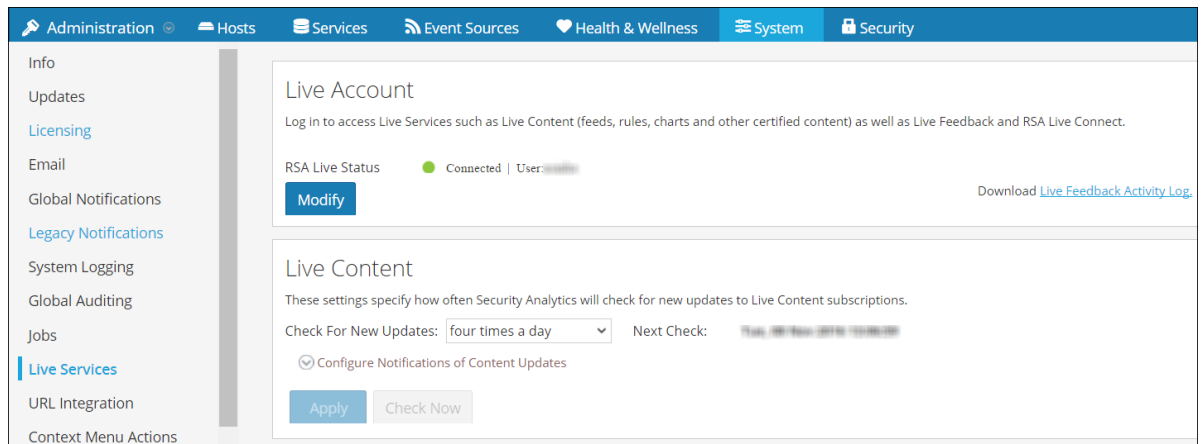 Administration Hosts Services Event Sources Health & Wellness System Security
Info
Updates
Licensing
Email
Global Notifications
Legacy Notifications
System Logging
Global Auditing
Jobs
Live Services
URL Integration
Context Menu Actions
Live Account
Log in to access Live Services such as Live Content (feeds, rules, charts and other certified content) as well as Live Feedback and RSA Live Connect.
RSA Live Status Connected | User:
Modify
Download Live Feedback Activity Log.
Live Content
These settings specify how often Security Analytics will check for new updates to Live Content subscriptions.
Check For New Updates: four times a day Next Check:
Configure Notifications of Content Updates
Apply Check Now